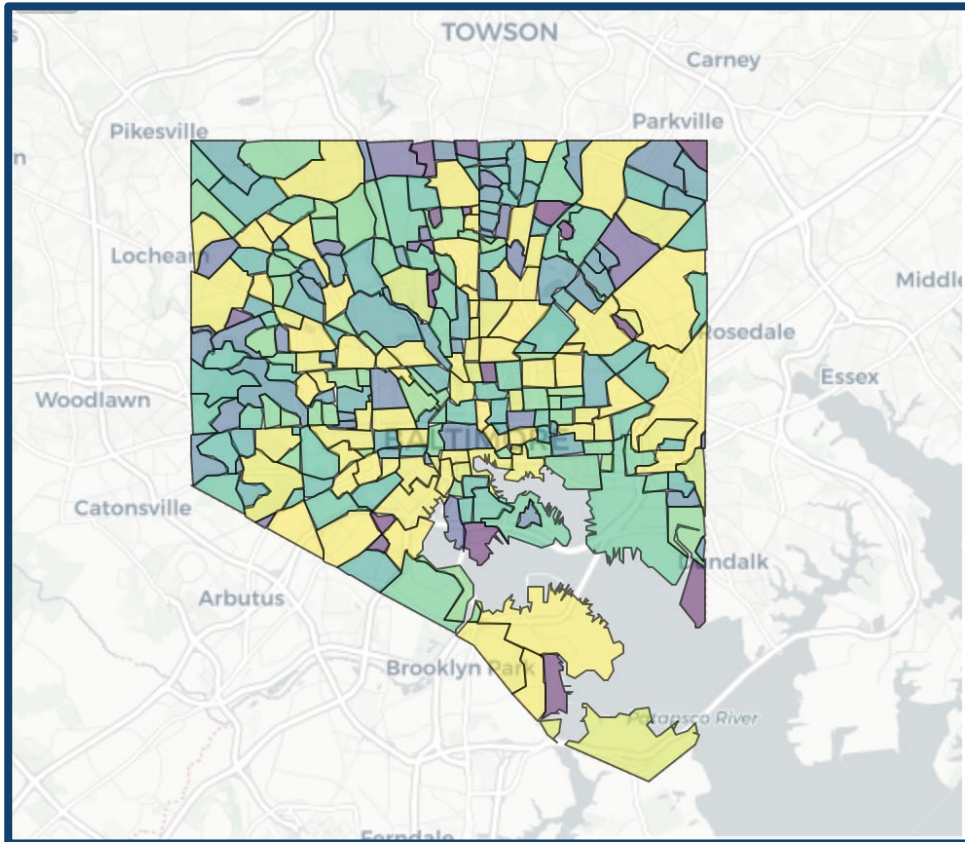 TOWSON
Carney
Parkville
Pikesville
Lochearn
Middle
Rosedale
Essex
Woodlawn
BALTIMORE
Catonsville
Dundalk
Arbutus
Brooklyn Park
Patapsco River
Ferndale